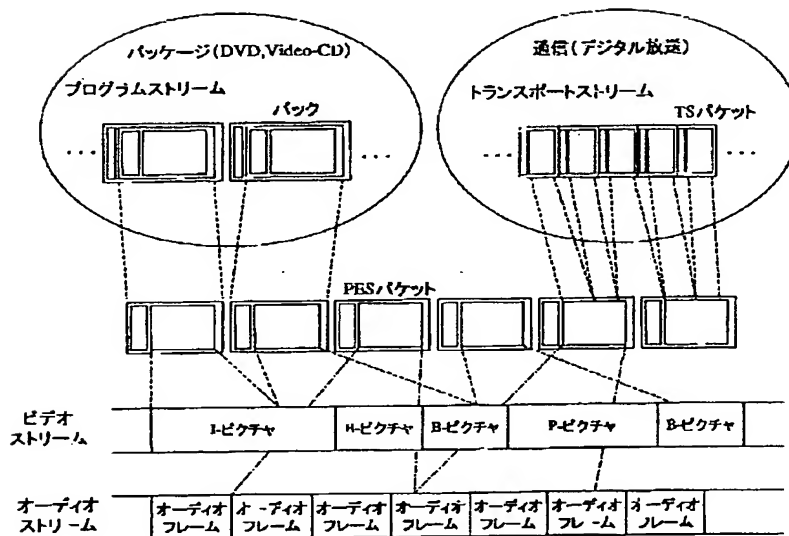 パッケージ(DVD,Video-CD)
プログラムストリーム
パック
通信(デジタル放送)
トランスポートストリーム
TSパケット
PESパケット
ビデオ
ストリーム
I-ピクチャ
B-ピクチャ
B-ピクチャ
P-ピクチャ
B-ピクチャ
オーディオ
ストリーム
オーディオ
フレーム
オーディオ
フレーム
オーディオ
フレーム
オーディオ
フレーム
オーディオ
フレーム
オーディオ
フレーム
オーディオ
フレーム